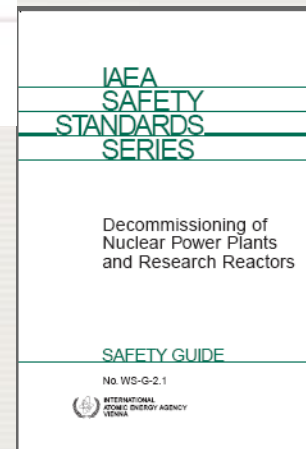 IAEA
SAFETY
STANDARDS
SERIES
Decommissioning of
Nuclear Power Plants
and Research Reactors
SAFETY GUIDE
No. WS-G-2.1
INTERNATIONAL
ATOMIC ENERGY AGENCY
VIENNA